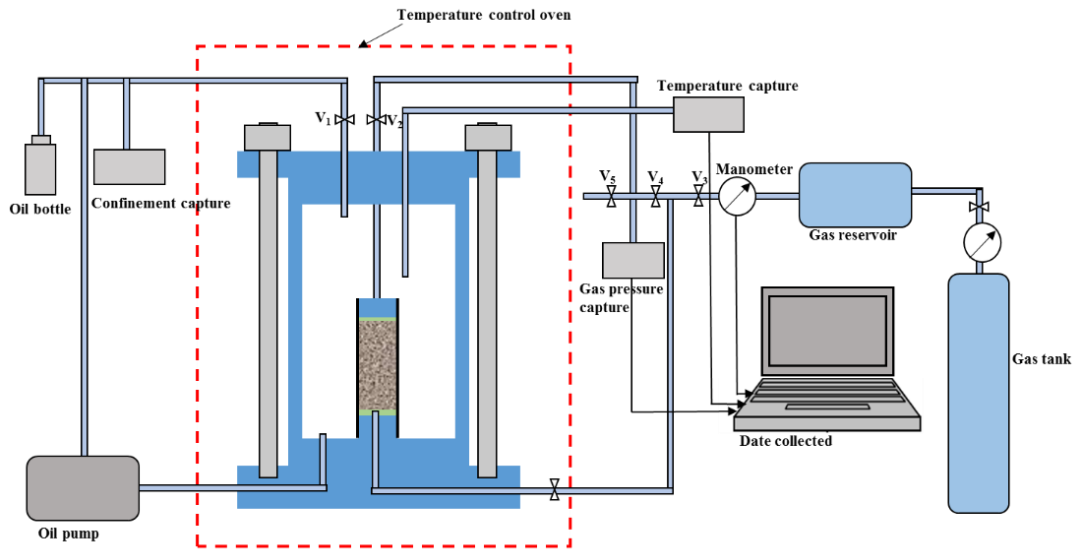 Temperature control oven
Temperature capture
V1
V2
Manometer
V5
V4
V3
Oil bottle
Confinement capture
Gas reservoir
Gas pressure
capture
Gas tank
Date collected
Oil pump